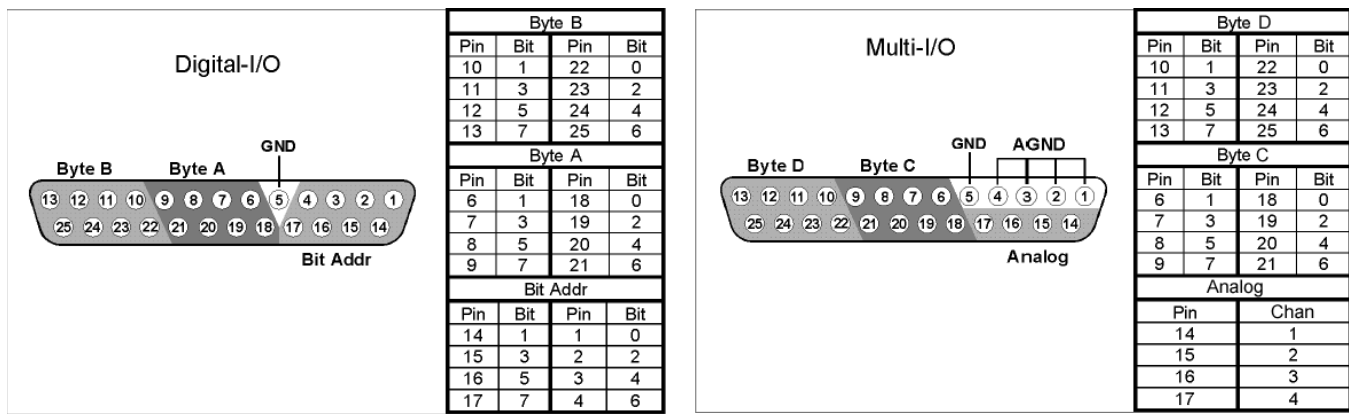 Digital-I/O
GND
Byte B Byte A
13 12 11 10 9 8 7 6 5 4 3 2 1
25 24 23 22 21 20 19 18 17 16 15 14
Bit Addr
Byte B
Pin Bit Pin Bit
10 1 22 0
11 3 23 2
12 5 24 4
13 7 25 6
Byte A
Pin Bit Pin Bit
6 1 18 0
7 3 19 2
8 5 20 4
9 7 21 6
Bit Addr
Pin Bit Pin Bit
14 1 1 0
15 3 2 2
16 5 3 4
17 7 4 6
Multi-I/O
GND AGND
Byte D Byte C
13 12 11 10 9 8 7 6 5 4 3 2 1
25 24 23 22 21 20 19 18 17 16 15 14
Analog
Byte D
Pin Bit Pin Bit
10 1 22 0
11 3 23 2
12 5 24 4
13 7 25 6
Byte C
Pin Bit Pin Bit
6 1 18 0
7 3 19 2
8 5 20 4
9 7 21 6
Analog
Pin Chan
14 1
15 2
16 3
17 4